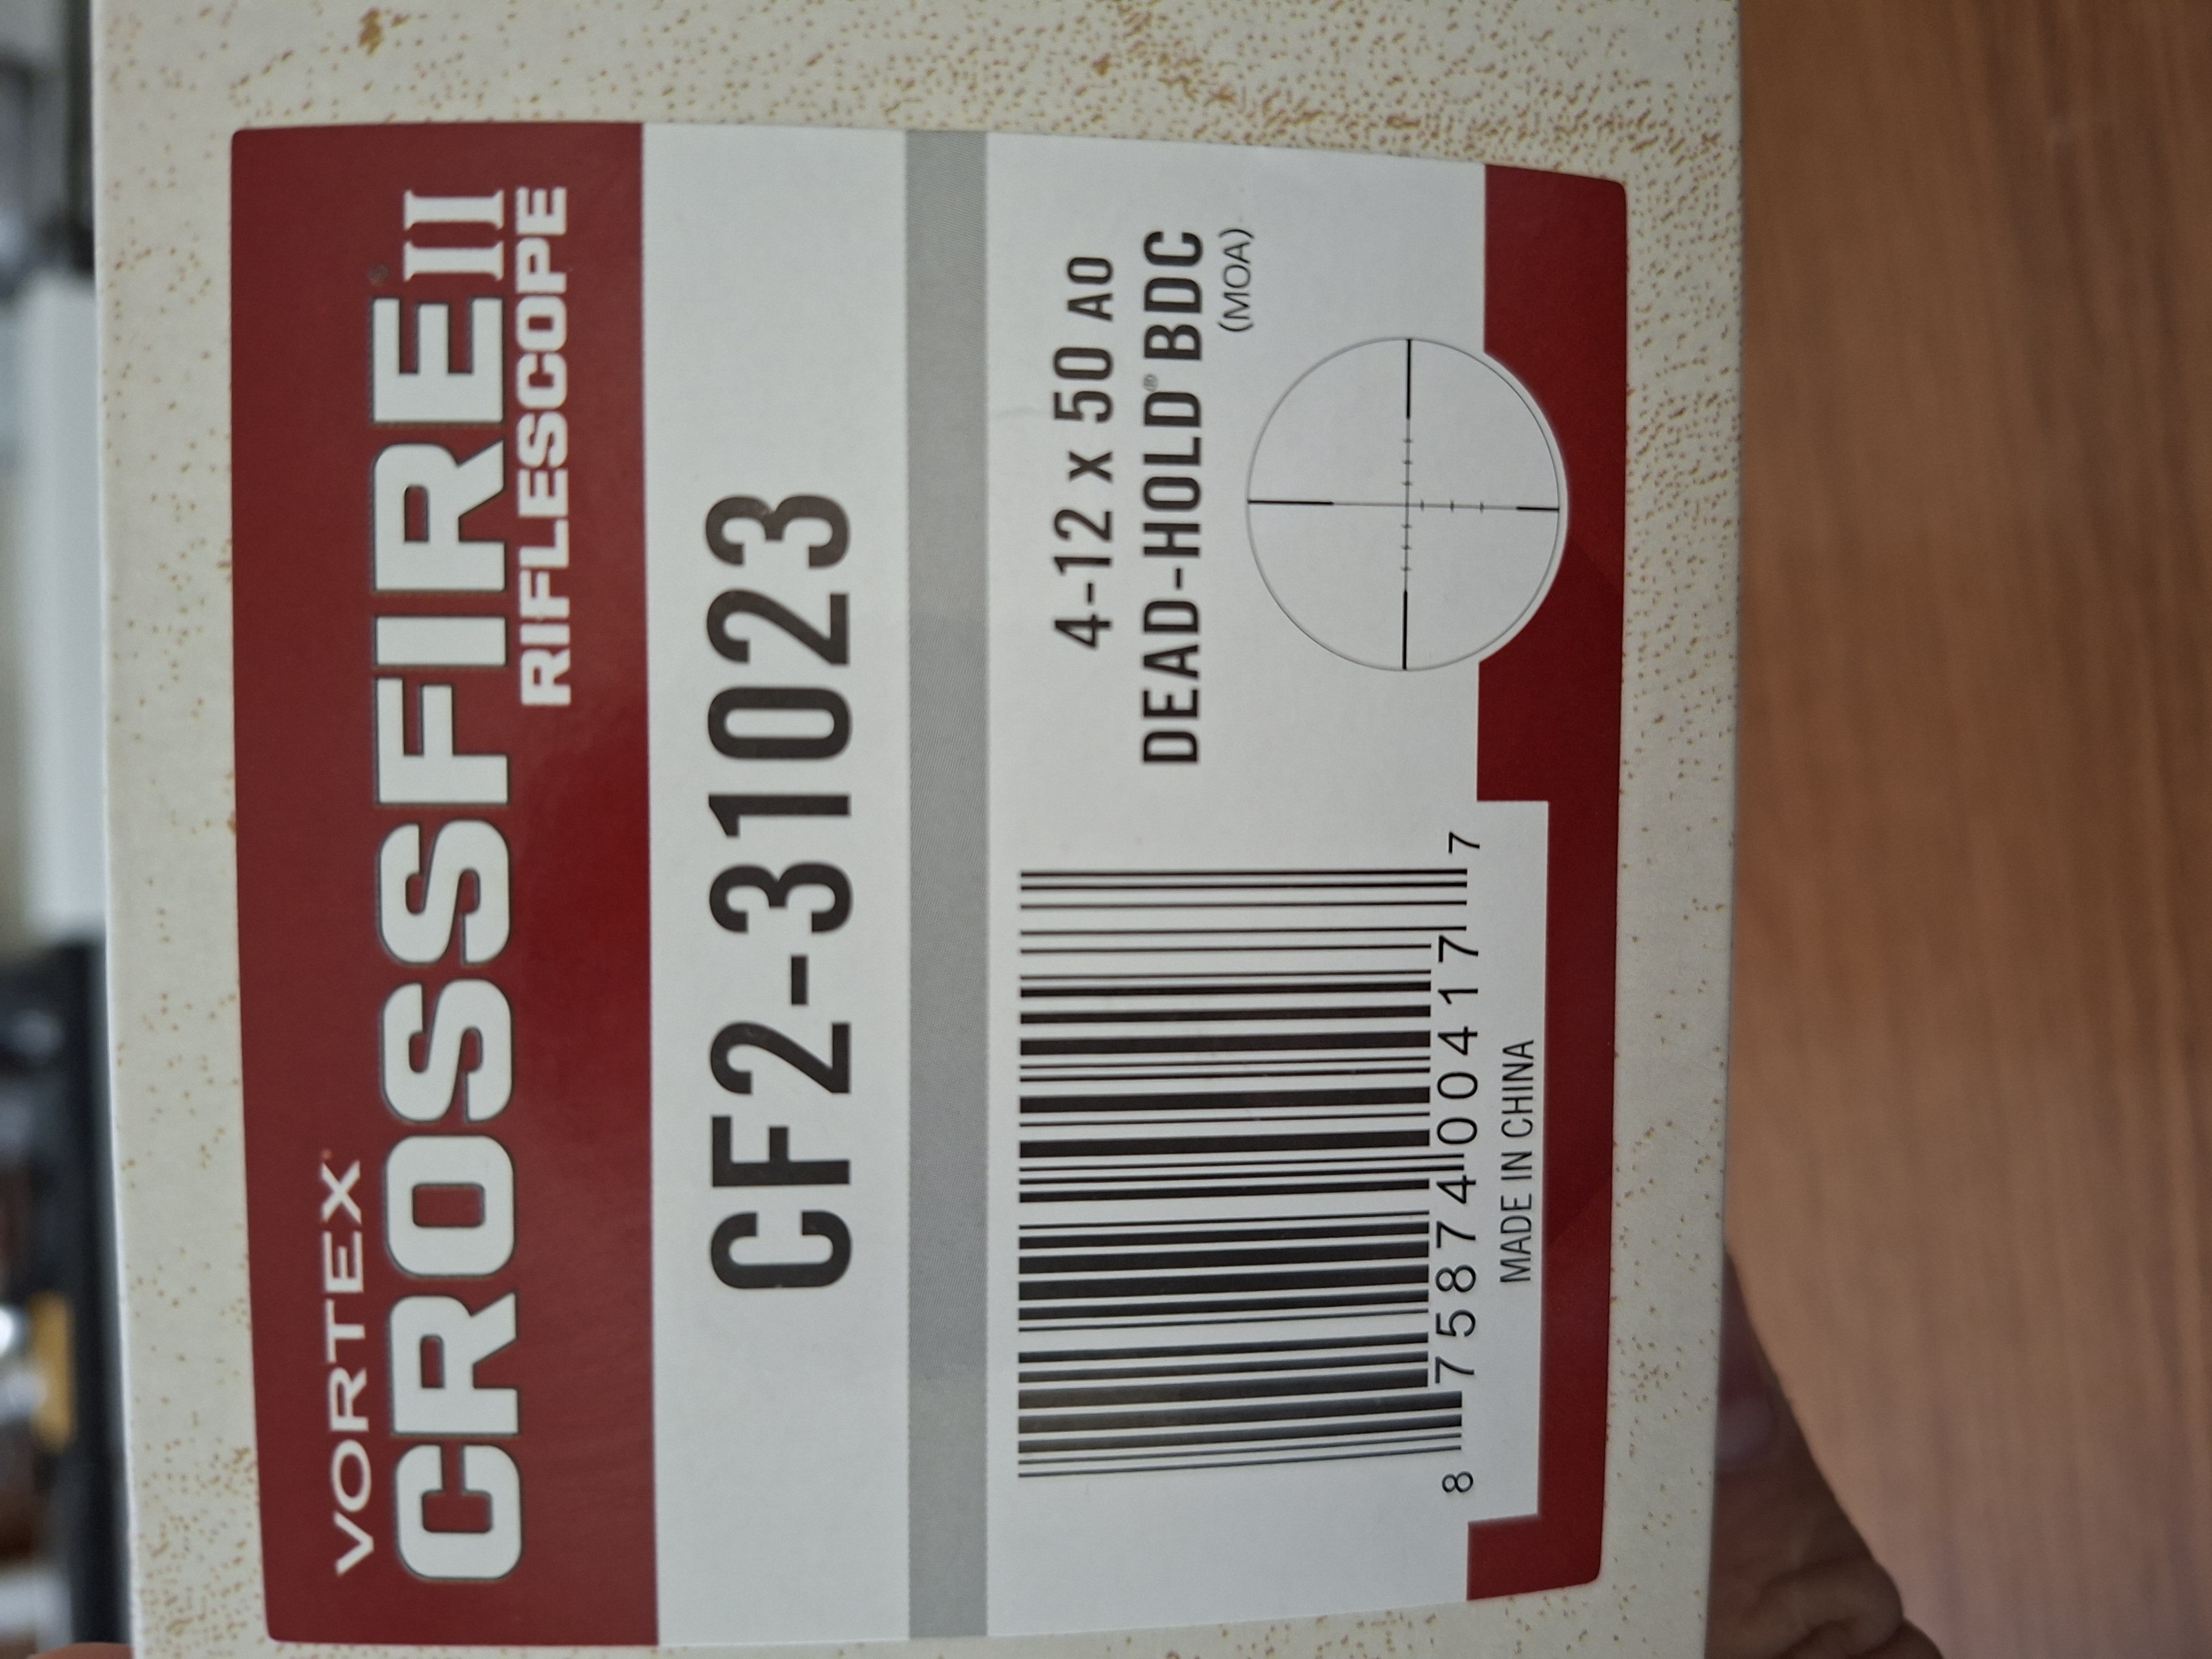 VORTEX
CROSSFIRE® II
RIFLESCOPE
CF2-31023
4-12 x 50 AO
DEAD-HOLD® BDC
(MOA)
8 75874 00417 7
MADE IN CHINA